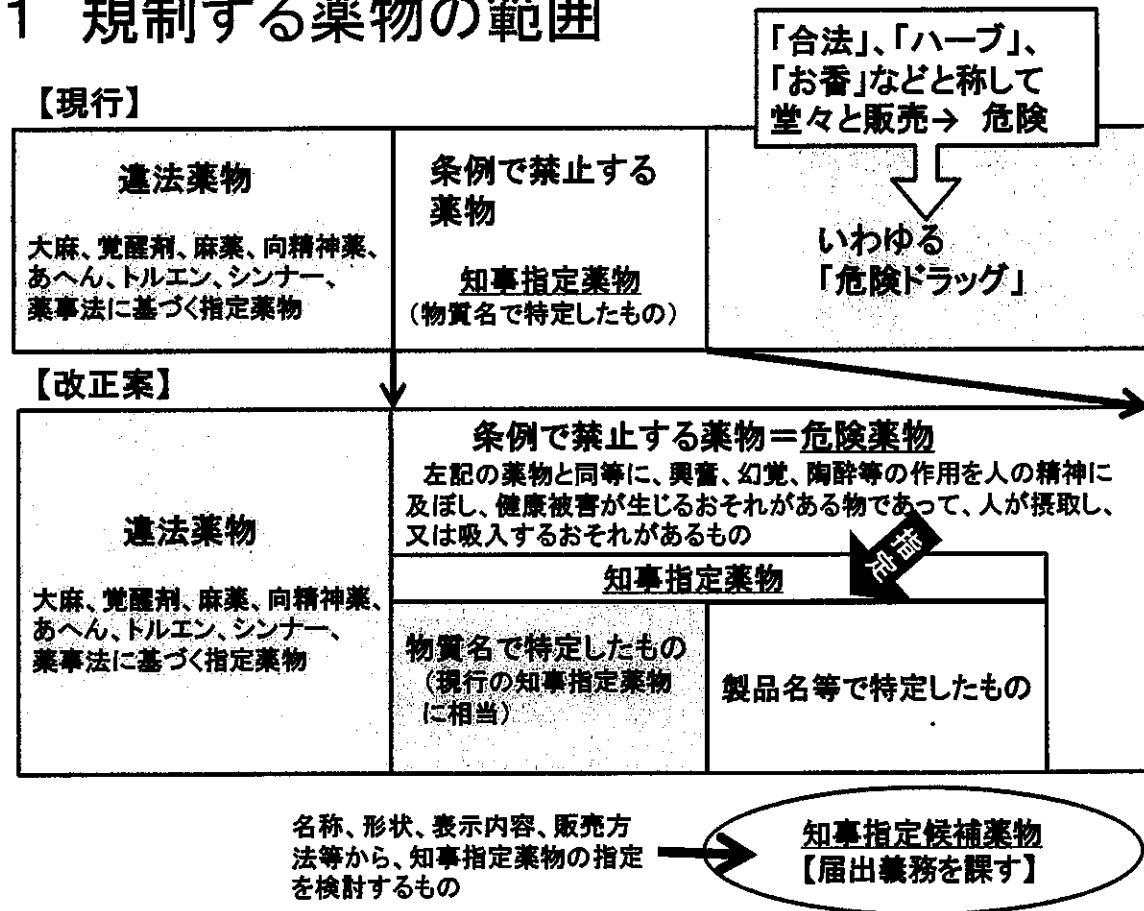 1 規制する薬物の範囲
「合法」、「ハーブ」、
「お香」などと称して
堂々と販売→ 危険
【現行】
違法薬物
大麻、覚醒剤、麻薬、向精神薬、
あへん、トルエン、シンナー、
薬事法に基づく指定薬物
条例で禁止する
薬物
知事指定薬物
(物質名で特定したもの)
いわゆる
「危険ドラッグ」
【改正案】
違法薬物
大麻、覚醒剤、麻薬、向精神薬、
あへん、トルエン、シンナー、
薬事法に基づく指定薬物
条例で禁止する薬物=危険薬物
左記の薬物と同等に、興奮、幻覚、陶酔等の作用を人の精神に
及ぼし、健康被害が生じるおそれがある物であって、人が摂取し、
又は吸入するおそれがあるもの
指定
知事指定薬物
物質名で特定したもの
(現行の知事指定薬物
に相当)
製品名等で特定したもの
名称、形状、表示内容、販売方
法等から、知事指定薬物の指定
を検討するもの
知事指定候補薬物
【届出義務を課す】